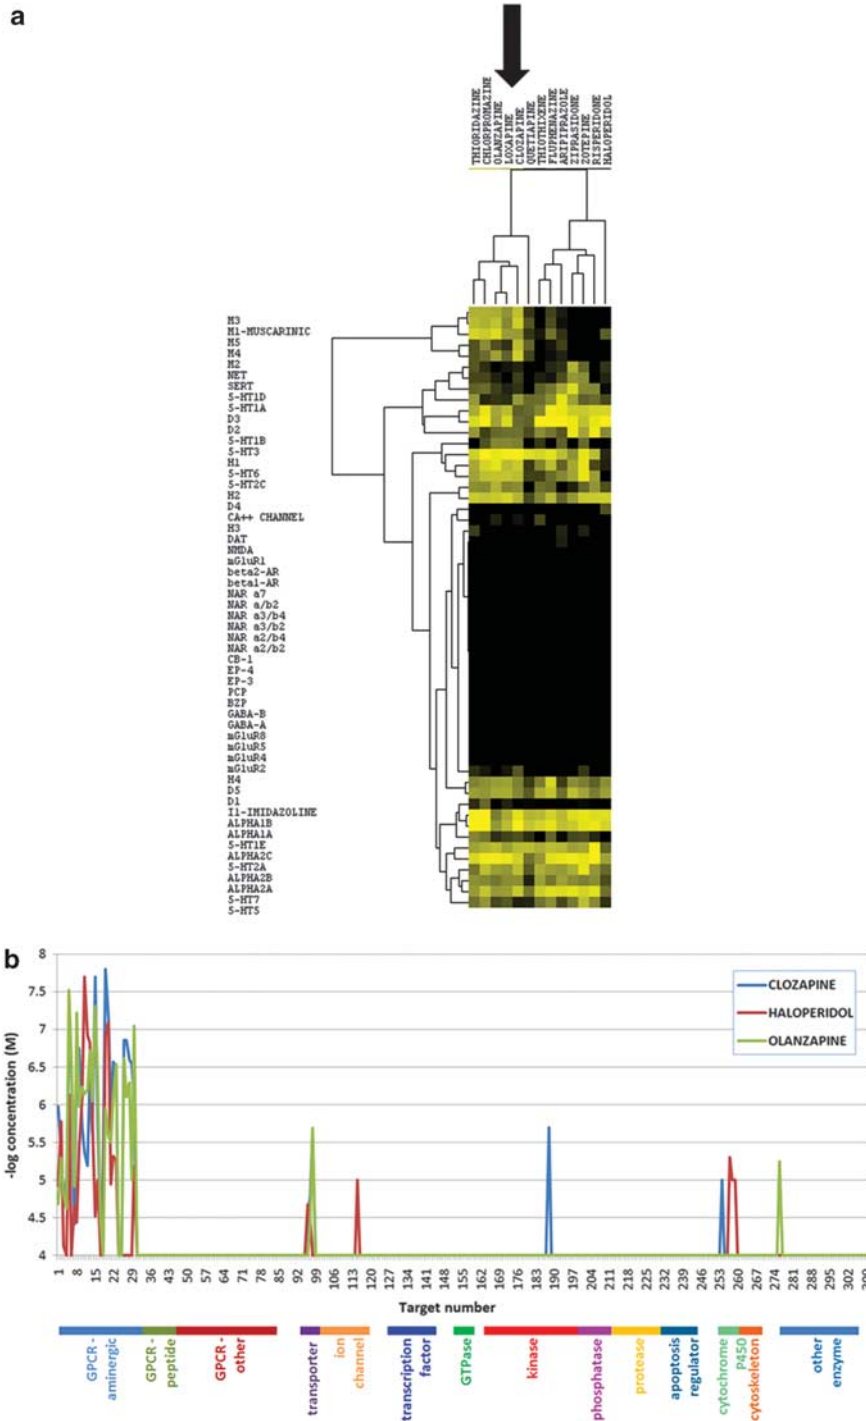 a
THIORIDAZINE
CHLORPROMAZINE
OLANZAPINE
LOXAPINE
CLOZAPINE
QUETIAPINE
THIOTHIXENE
FLUPHENAZINE
ARIPIPRAZOLE
ZIPRASIDONE
ZOTEPINE
RISPERIDONE
HALOPERIDOL
M3
M1-MUSCARINIC
M5
M4
M2
NET
SERT
5-HT1D
5-HT1A
D3
D2
5-HT1B
5-HT3
H1
5-HT6
5-HT2C
H2
D4
CA++ CHANNEL
H3
DAT
NMDA
mGluR1
beta2-AR
beta1-AR
NAR a7
NAR a/b2
NAR a3/b4
NAR a3/b2
NAR a2/b4
NAR a2/b2
CB-1
EP-4
EP-3
PCP
BZP
GABA-B
GABA-A
mGluR8
mGluR5
mGluR4
mGluR2
H4
D5
D1
I1-IMIDAZOLINE
ALPHA1B
ALPHA1A
5-HT1E
ALPHA2C
5-HT2A
ALPHA2B
ALPHA2A
5-HT7
5-HT5
b
8
7.5
7
6.5
6
5.5
5
4.5
4
-log concentration (M)
CLOZAPINE
HALOPERIDOL
OLANZAPINE
1 8 15 22 29 36 43 50 57 64 71 78 85 92 99 106 113 120 127 134 141 148 155 162 169 176 183 190 197 204 211 218 225 232 239 246 253 260 267 274 281 288 295 302
Target number
GPCR - aminergic
GPCR - peptide
GPCR - other
transporter
ion channel
transcription factor
GTPase
kinase
phosphatase
protease
apoptosis regulator
cytochrome P450
cytoskeleton
other enzyme